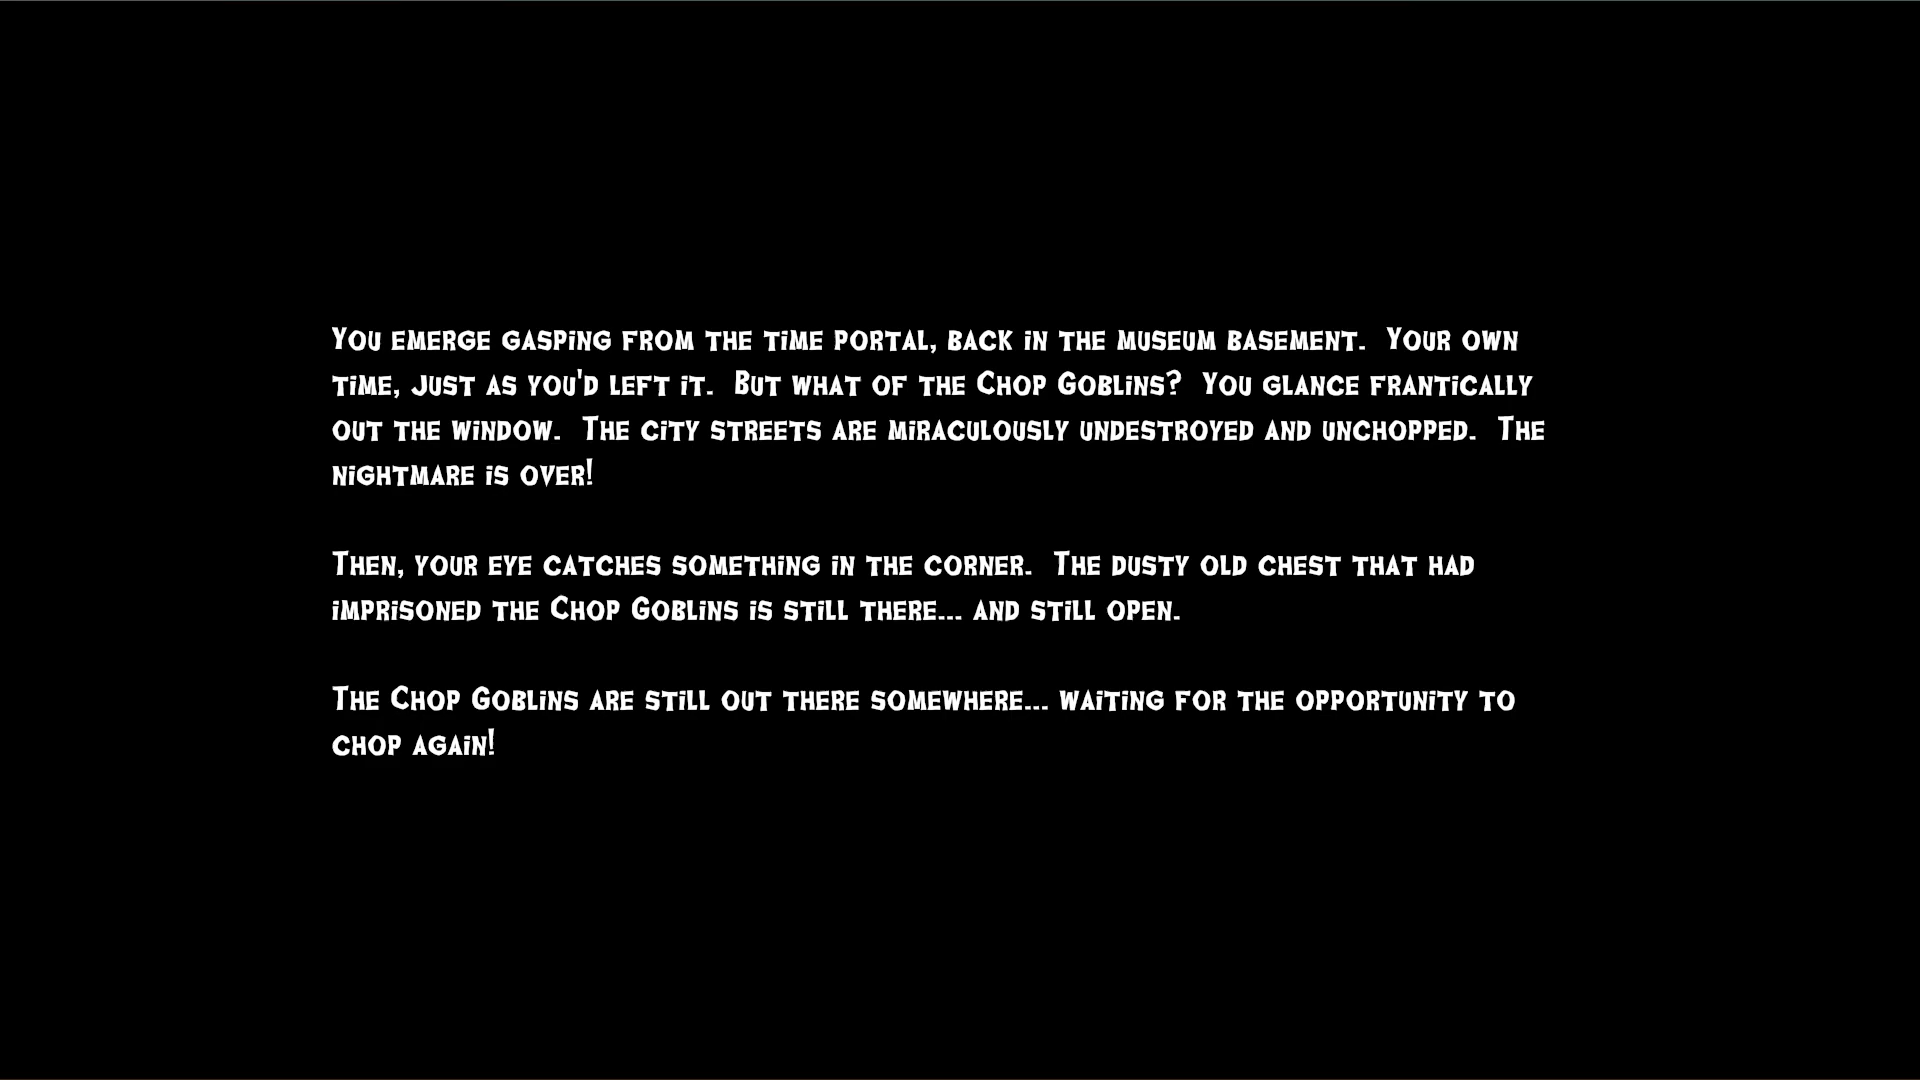 You emerge gasping from the time portal, back in the museum basement.  Your own
time, just as you'd left it.  But what of the Chop Goblins?  You glance frantically
out the window.  The city streets are miraculously undestroyed and unchopped.  The
nightmare is over!

Then, your eye catches something in the corner.  The dusty old chest that had
imprisoned the Chop Goblins is still there... and still open.

The Chop Goblins are still out there somewhere... waiting for the opportunity to
chop again!